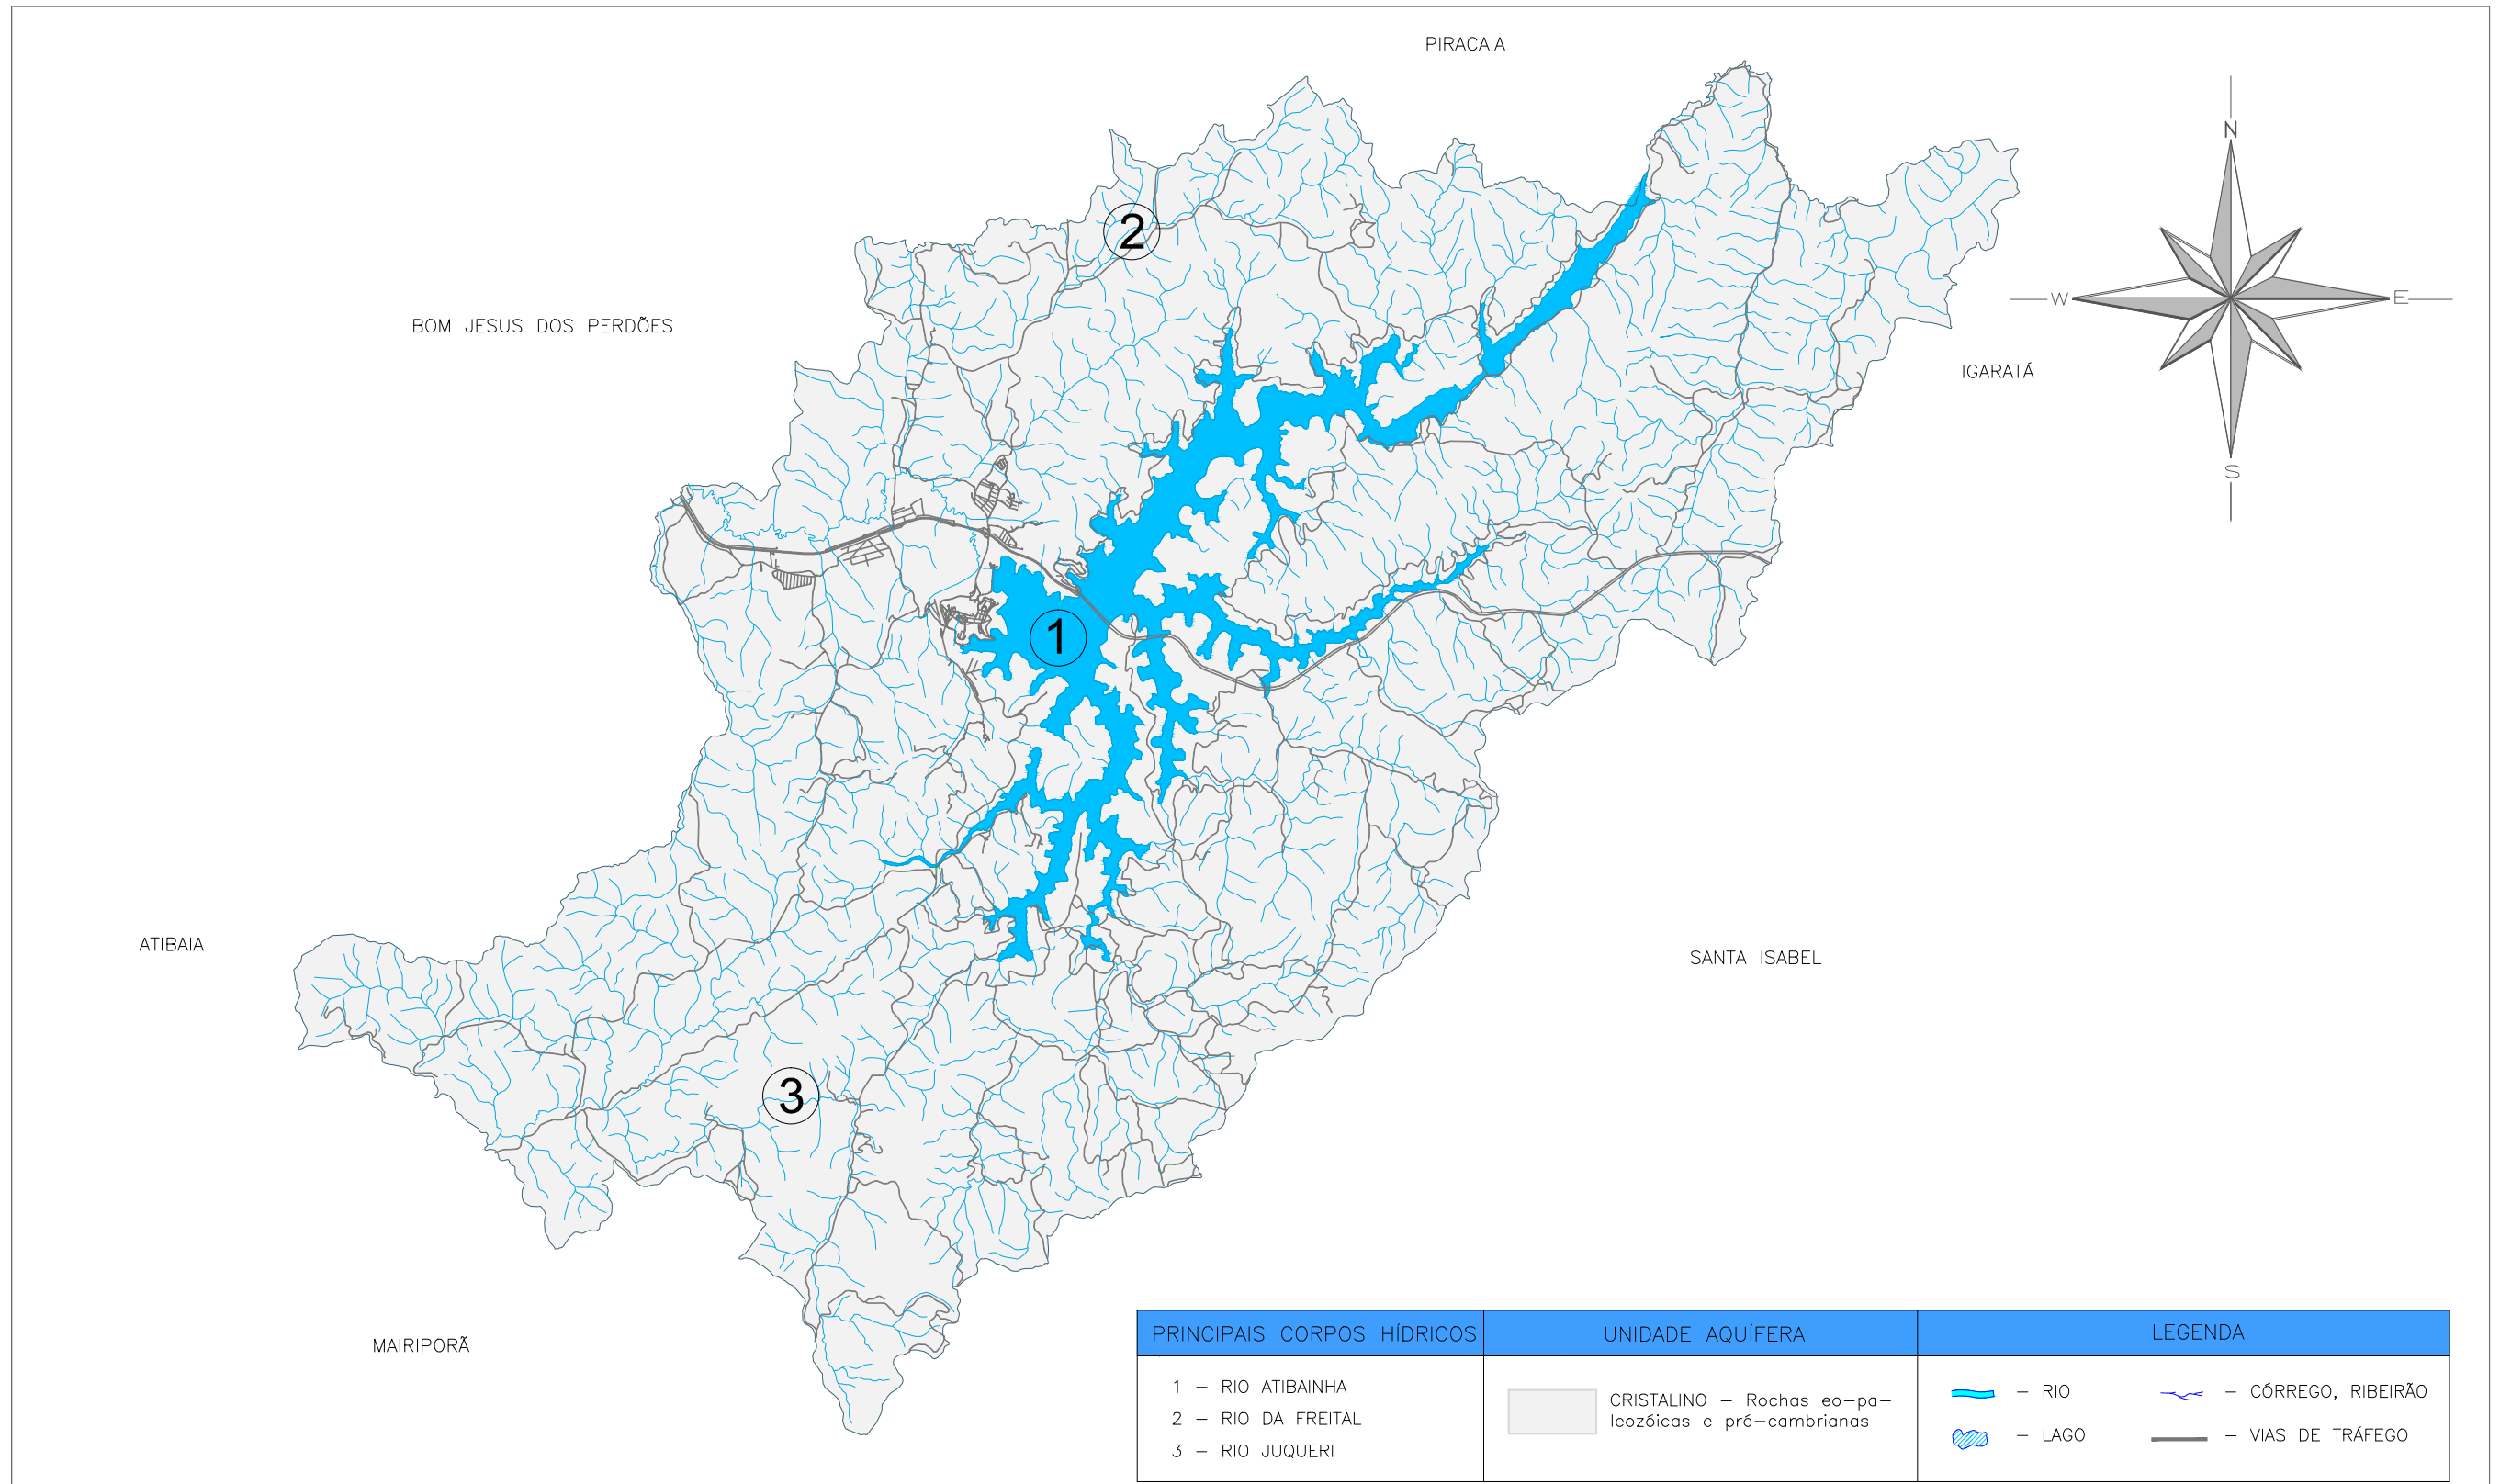 PIRACAIA
N
2
W
E
BOM JESUS DOS PERDÕES
IGARATÁ
S
1
ATIBAIA
SANTA ISABEL
3
MAIRIPORÃ
PRINCIPAIS CORPOS HÍDRICOS
1 – RIO ATIBAINHA
2 – RIO DA FREITAL
3 – RIO JUQUERI
UNIDADE AQUÍFERA
CRISTALINO – Rochas eo–pa–
leozóicas e pré–cambrianas
LEGENDA
– RIO
– CÓRREGO, RIBEIRÃO
– LAGO
– VIAS DE TRÁFEGO